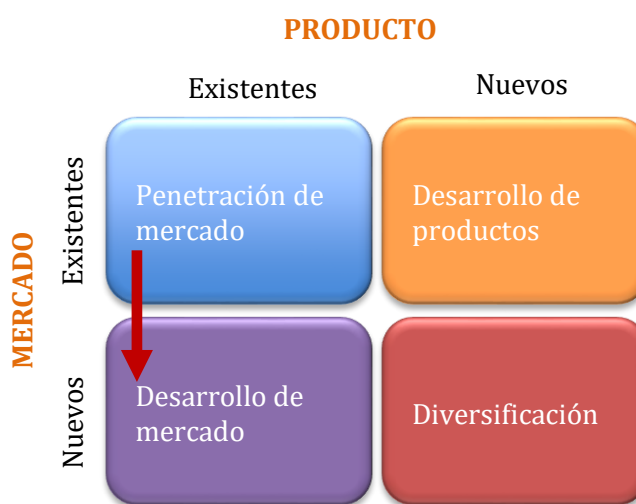 PRODUCTO
Existentes
Nuevos
MERCADO
Existentes
Penetración de
mercado
Desarrollo de
productos
Nuevos
Desarrollo de
mercado
Diversificación